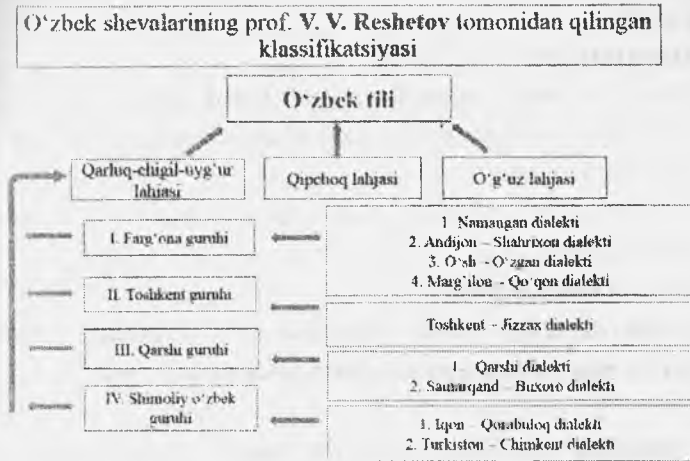 O‘zbek shevalarining prof. V. V. Reshetov tomonidan qilingan
klassifikatsiyasi
O‘zbek tili
Qarluq-chigil-uyg‘ur
lahjasi
Qipchoq lahjasi
O‘g‘uz lahjasi
I. Farg‘ona guruhi
1. Namangan dialekti
2. Andijon – Shahrixon dialekti
3. O‘sh – O‘zgan dialekti
4. Marg‘ilon – Qo‘qon dialekti
II. Toshkent guruhi
Toshkent – Jizzax dialekti
III. Qarshi guruhi
1. Qarshi dialekti
2. Samarqand – Buxoro dialekti
IV. Shimoliy o‘zbek
guruhi
1. Iqon – Qorabuloq dialekti
2. Turkiston – Chimkent dialekti